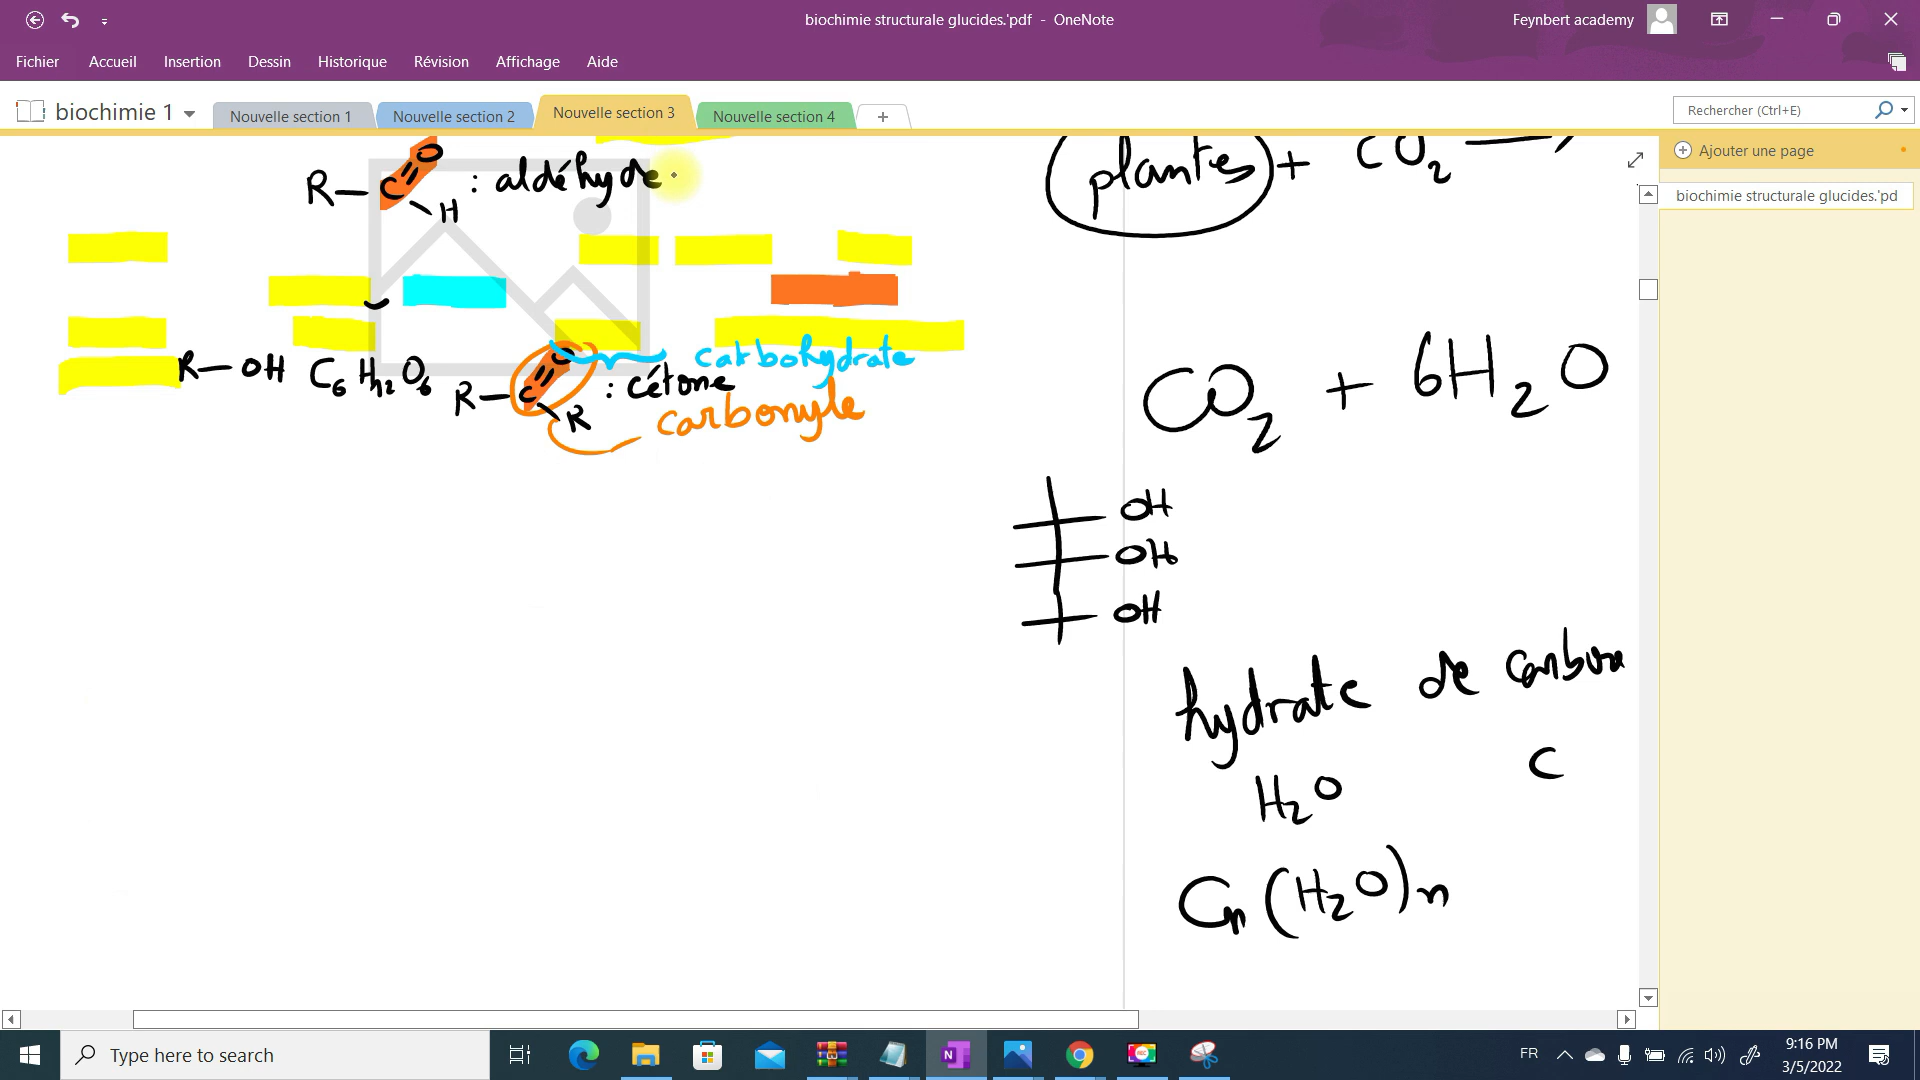 biochimie structurale glucides.'pdf - OneNote
Feynbert academy
Fichier Accueil Insertion Dessin Historique Révision Affichage Aide
biochimie 1
Nouvelle section 1
Nouvelle section 2
Nouvelle section 3
Nouvelle section 4
+
Rechercher (Ctrl+E)
Ajouter une page
biochimie structurale glucides.'pd
R—C=O
H
: aldéhyde
plantes + CO2 →
R—OH C6H12O6
R—C=O
R
: cétone
carbohydrate
carbonyle
CO2 + 6H2O
OH
OH
OH
hydrate de carbone
H2O C
Cn(H2O)n
Type here to search
FR
9:16 PM
3/5/2022